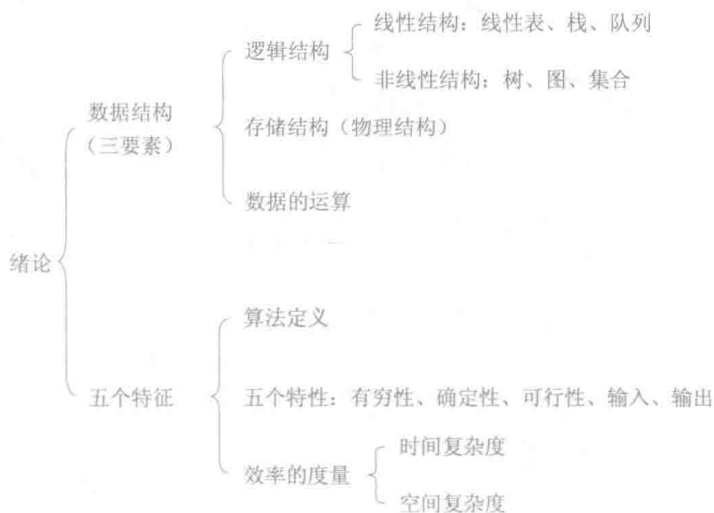 线性结构：线性表、栈、队列
逻辑结构
非线性结构：树、图、集合
数据结构
（三要素）
存储结构（物理结构）
数据的运算
绪论
算法定义
五个特征
五个特性：有穷性、确定性、可行性、输入、输出
时间复杂度
效率的度量
空间复杂度